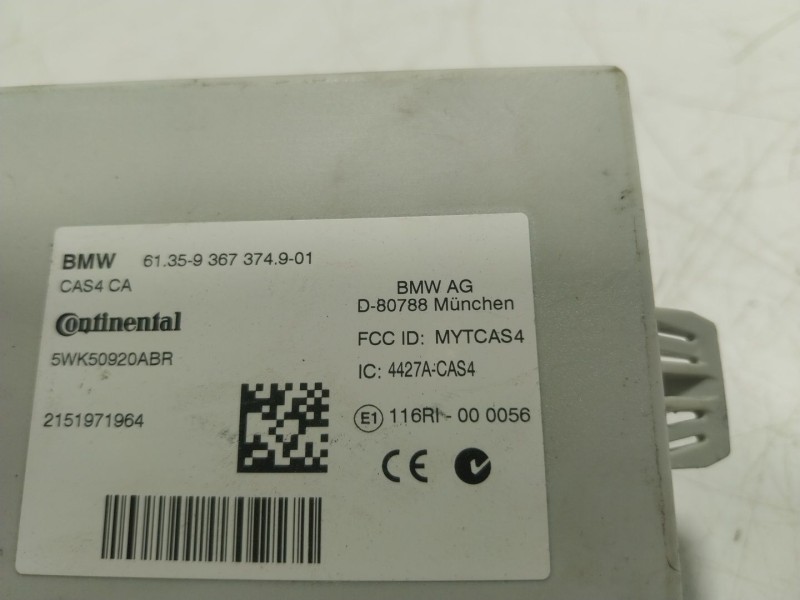 BMW 61.35-9 367 374.9-01
CAS4 CA
Continental
5WK50920ABR
2151971964
BMW AG
D-80788 München
FCC ID: MYTCAS4
IC: 4427A-CAS4
E1 116RI - 00 0056
CE